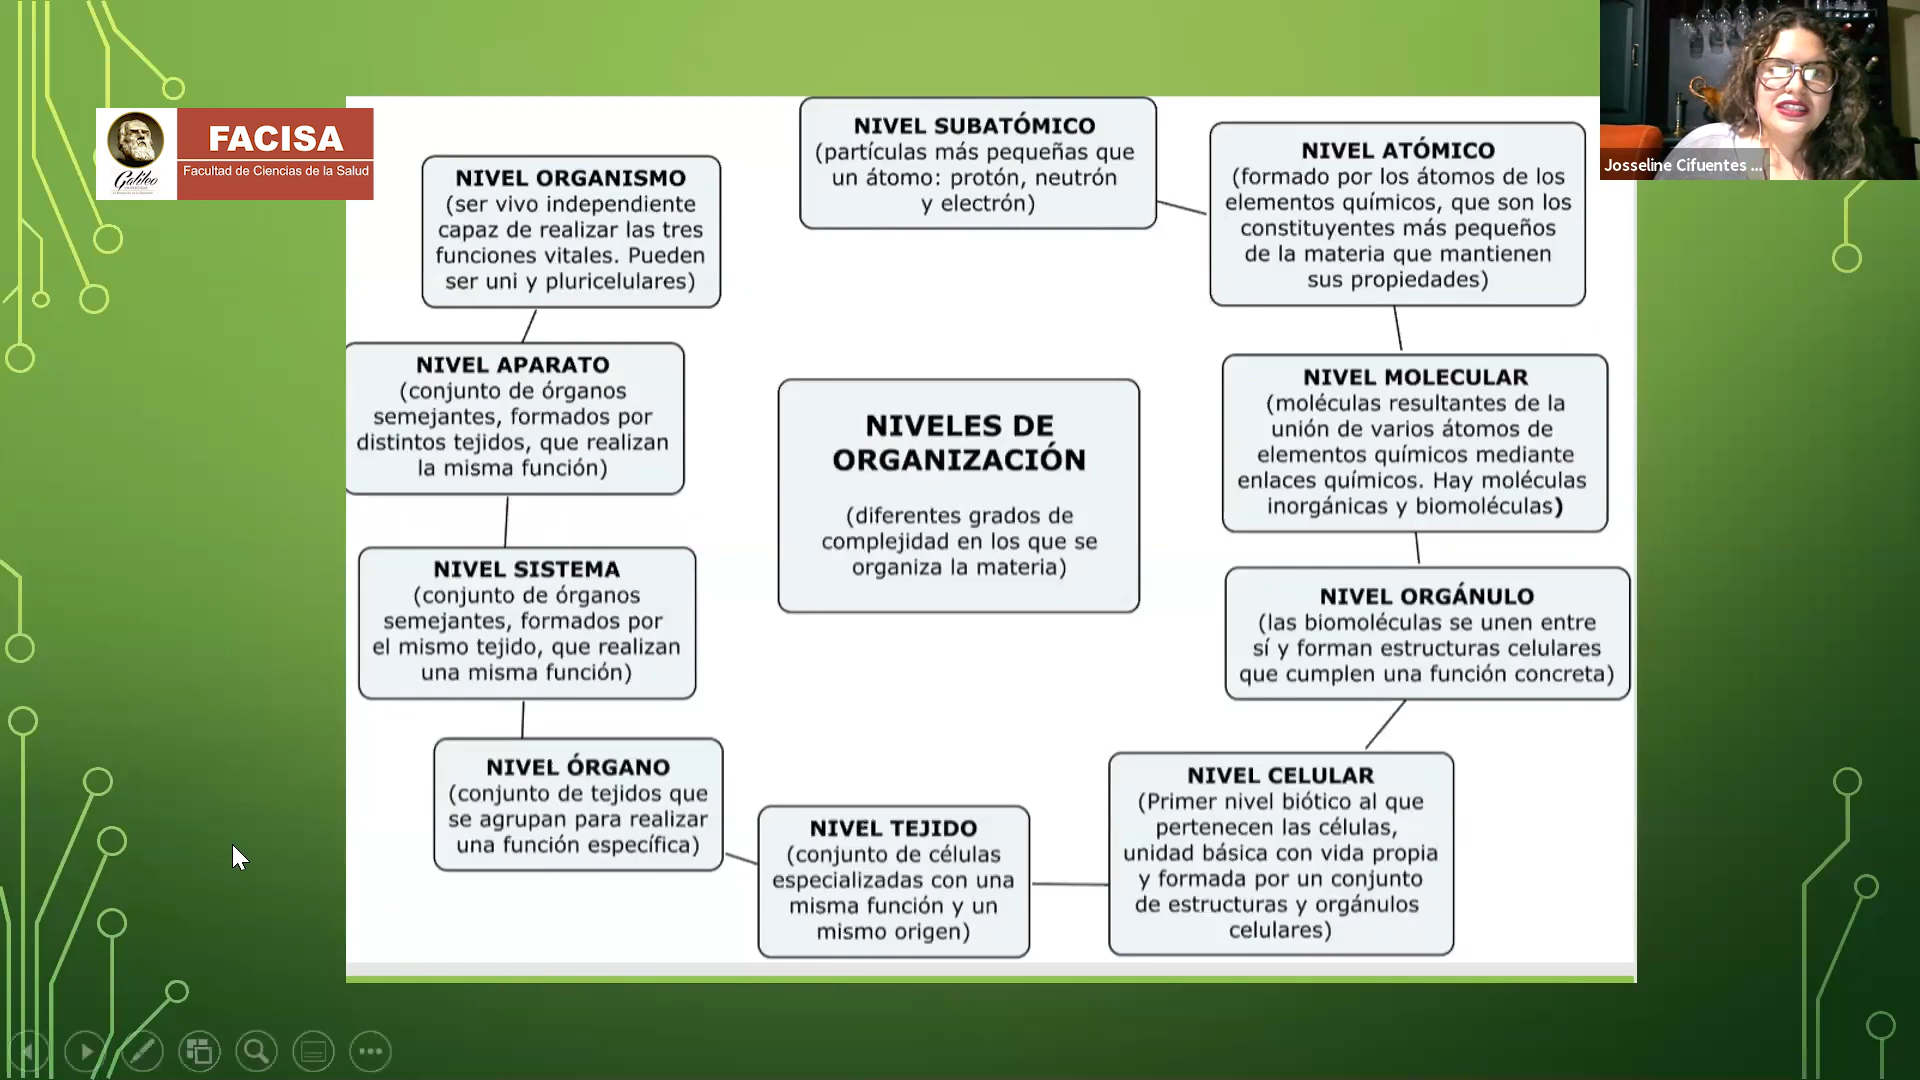 FACISA
Facultad de Ciencias de la Salud
Galileo
Josseline Cifuentes ...
NIVELES DE
ORGANIZACIÓN
(diferentes grados de
complejidad en los que se
organiza la materia)
NIVEL SUBATÓMICO
(partículas más pequeñas que
un átomo: protón, neutrón
y electrón)
NIVEL ATÓMICO
(formado por los átomos de los
elementos químicos, que son los
constituyentes más pequeños
de la materia que mantienen
sus propiedades)
NIVEL MOLECULAR
(moléculas resultantes de la
unión de varios átomos de
elementos químicos mediante
enlaces químicos. Hay moléculas
inorgánicas y biomoléculas)
NIVEL ORGÁNULO
(las biomoléculas se unen entre
sí y forman estructuras celulares
que cumplen una función concreta)
NIVEL CELULAR
(Primer nivel biótico al que
pertenecen las células,
unidad básica con vida propia
y formada por un conjunto
de estructuras y orgánulos
celulares)
NIVEL TEJIDO
(conjunto de células
especializadas con una
misma función y un
mismo origen)
NIVEL ÓRGANO
(conjunto de tejidos que
se agrupan para realizar
una función específica)
NIVEL SISTEMA
(conjunto de órganos
semejantes, formados por
el mismo tejido, que realizan
una misma función)
NIVEL APARATO
(conjunto de órganos
semejantes, formados por
distintos tejidos, que realizan
la misma función)
NIVEL ORGANISMO
(ser vivo independiente
capaz de realizar las tres
funciones vitales. Pueden
ser uni y pluricelulares)